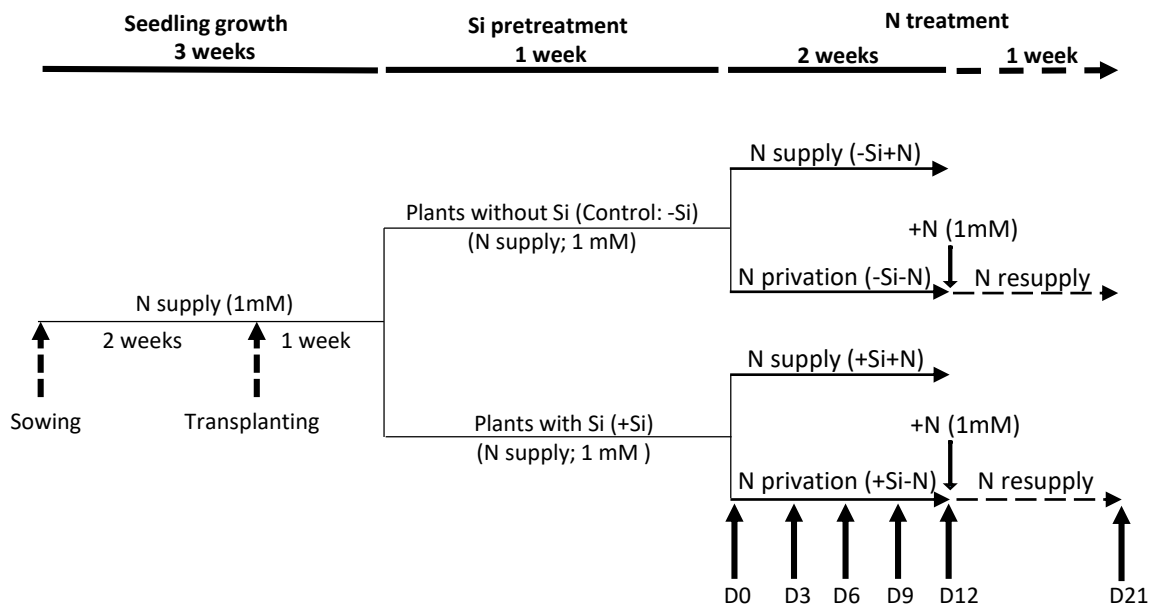 Seedling growth
3 weeks
Si pretreatment
1 week
N treatment
2 weeks
1 week
N supply (-Si+N)
Plants without Si (Control: -Si)
(N supply; 1 mM)
+N (1mM)
N privation (-Si-N)
N resupply
N supply (1mM)
2 weeks
1 week
Sowing
Transplanting
N supply (+Si+N)
Plants with Si (+Si)
(N supply; 1 mM )
+N (1mM)
N privation (+Si-N)
N resupply
D0
D3
D6
D9
D12
D21